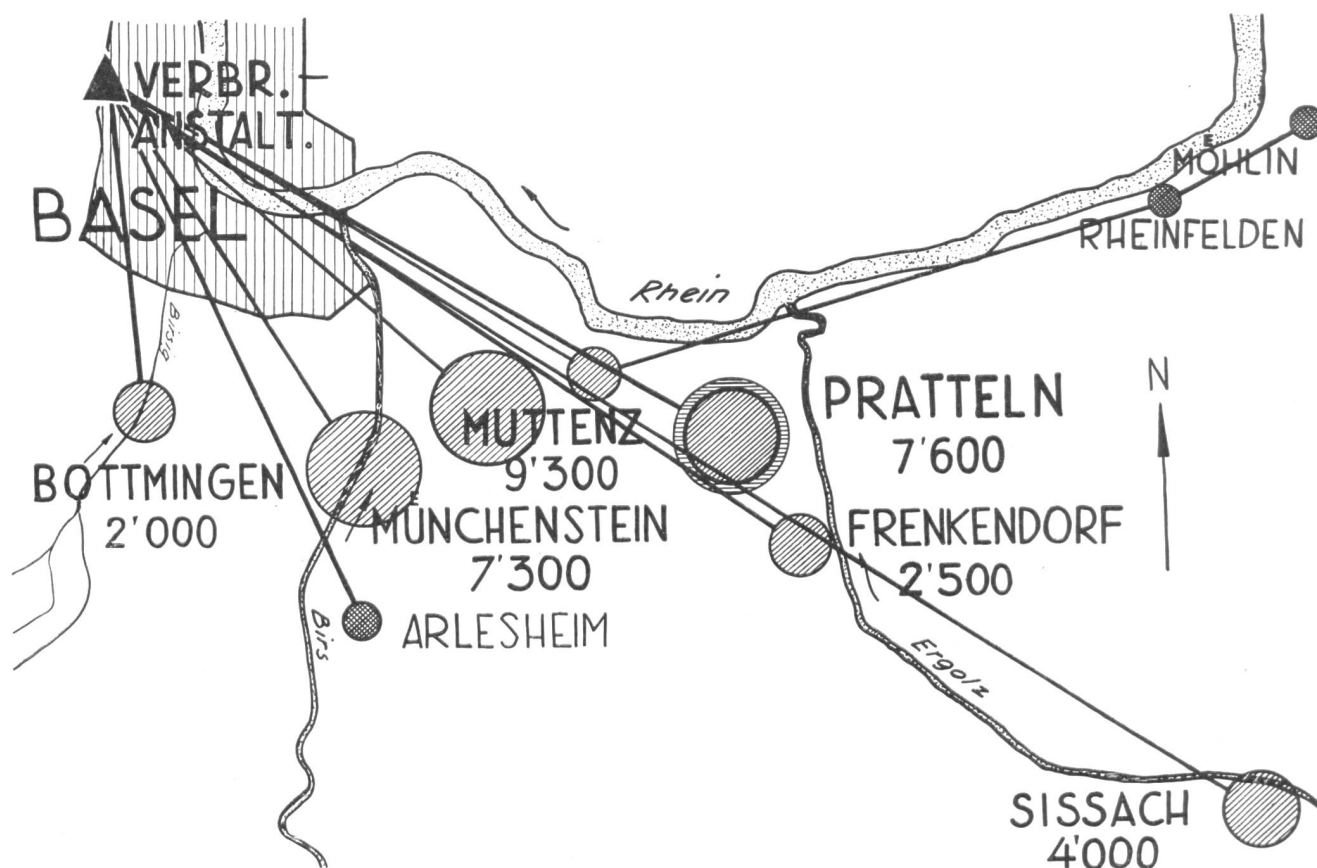 VERBR.-
ANSTALT.
BASEL
MÖHLIN
RHEINFELDEN
Rhein
Birsig
N
PRATTELN
7'600
MUTTENZ
9'300
BOTTMINGEN
2'000
MÜNCHENSTEIN
7'300
FRENKENDORF
2'500
ARLESHEIM
Birs
Ergolz
SISSACH
4'000